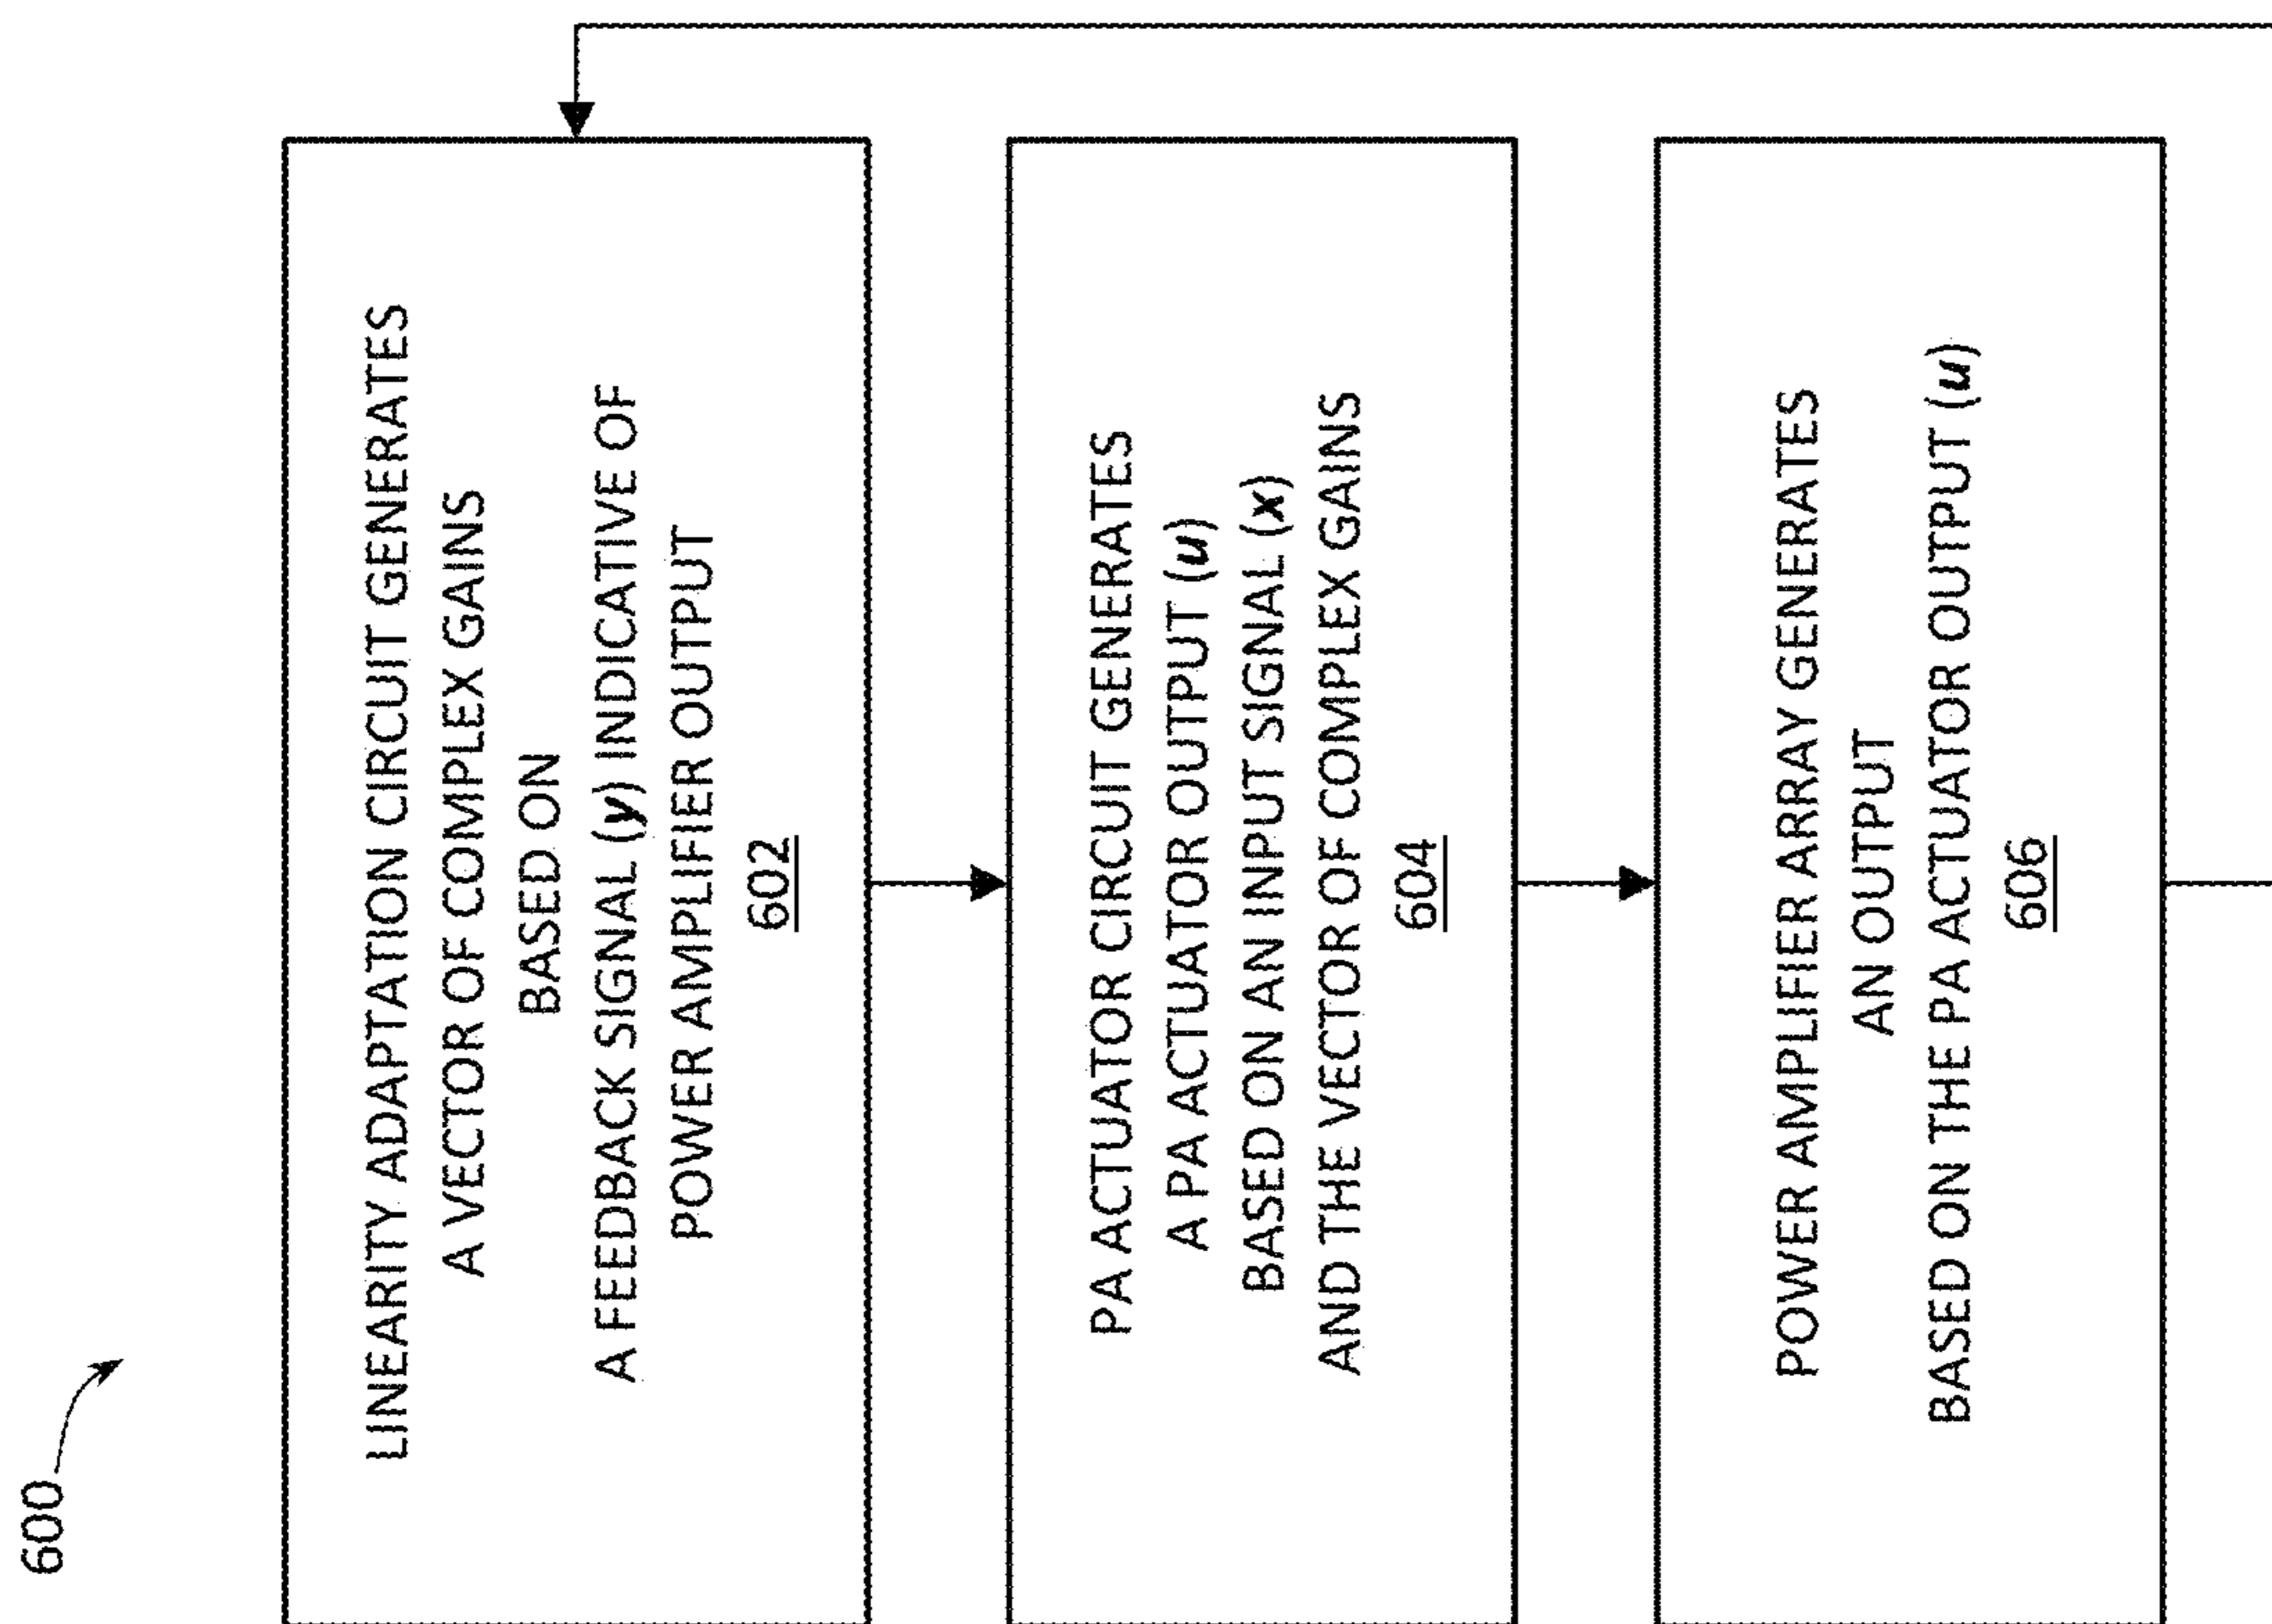 600
LINEARITY ADAPTATION CIRCUIT GENERATES
A VECTOR OF COMPLEX GAINS
BASED ON
A FEEDBACK SIGNAL (y) INDICATIVE OF
POWER AMPLIFIER OUTPUT
602
PA ACTUATOR CIRCUIT GENERATES
A PA ACTUATOR OUTPUT (u)
BASED ON AN INPUT SIGNAL (x)
AND THE VECTOR OF COMPLEX GAINS
604
POWER AMPLIFIER ARRAY GENERATES
AN OUTPUT
BASED ON THE PA ACTUATOR OUTPUT (u)
606